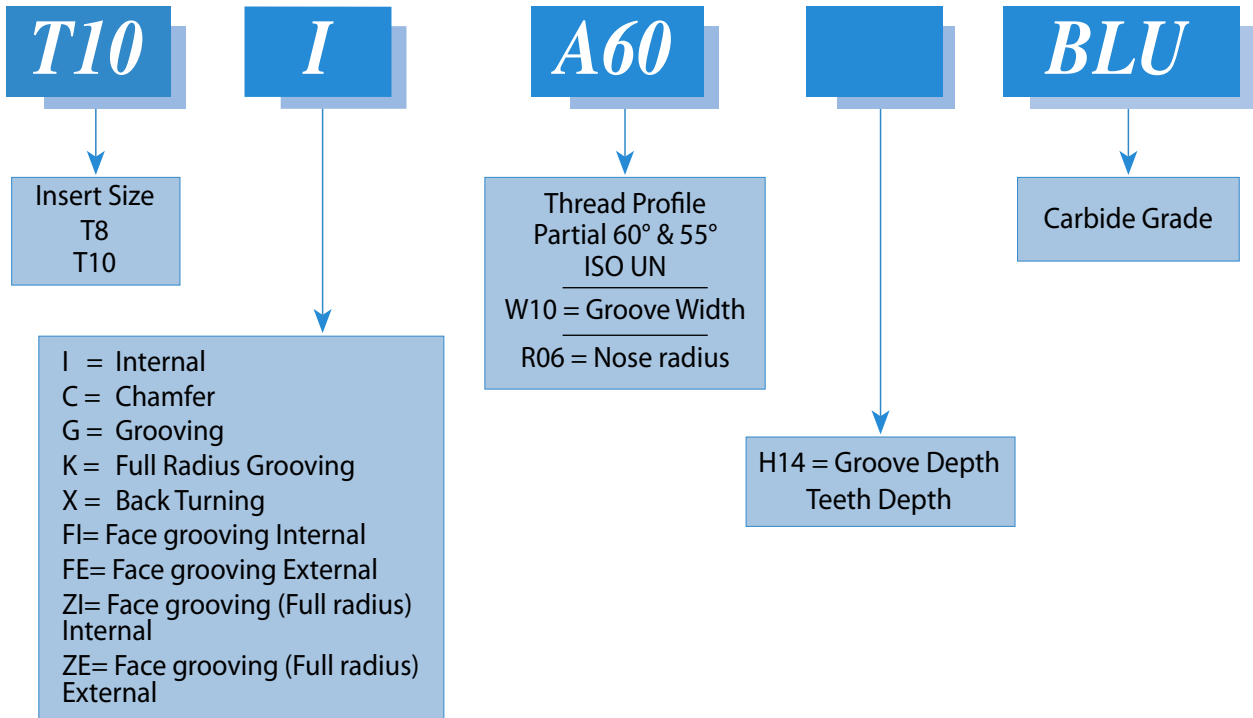 T10 I A60 BLU
Insert Size
T8
T10
I = Internal
C = Chamfer
G = Grooving
K = Full Radius Grooving
X = Back Turning
FI= Face grooving Internal
FE= Face grooving External
ZI= Face grooving (Full radius)
Internal
ZE= Face grooving (Full radius)
External
Thread Profile
Partial 60° & 55°
ISO UN
W10 = Groove Width
R06 = Nose radius
H14 = Groove Depth
Teeth Depth
Carbide Grade